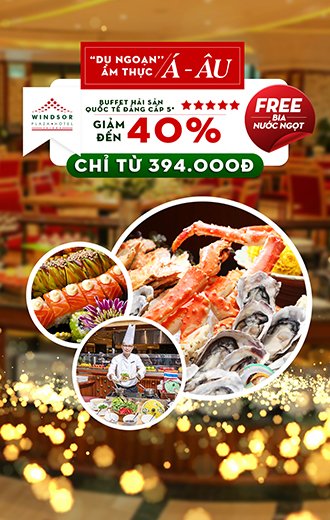 “DU NGOẠN”
ẨM THỰC
Á - ÂU
WINDSOR
PLAZA HOTEL
BUFFET HẢI SẢN
QUỐC TẾ ĐẲNG CẤP 5*
GIẢM
ĐẾN
40%
FREE
BIA
NƯỚC NGỌT
CHỈ TỪ 394.000Đ